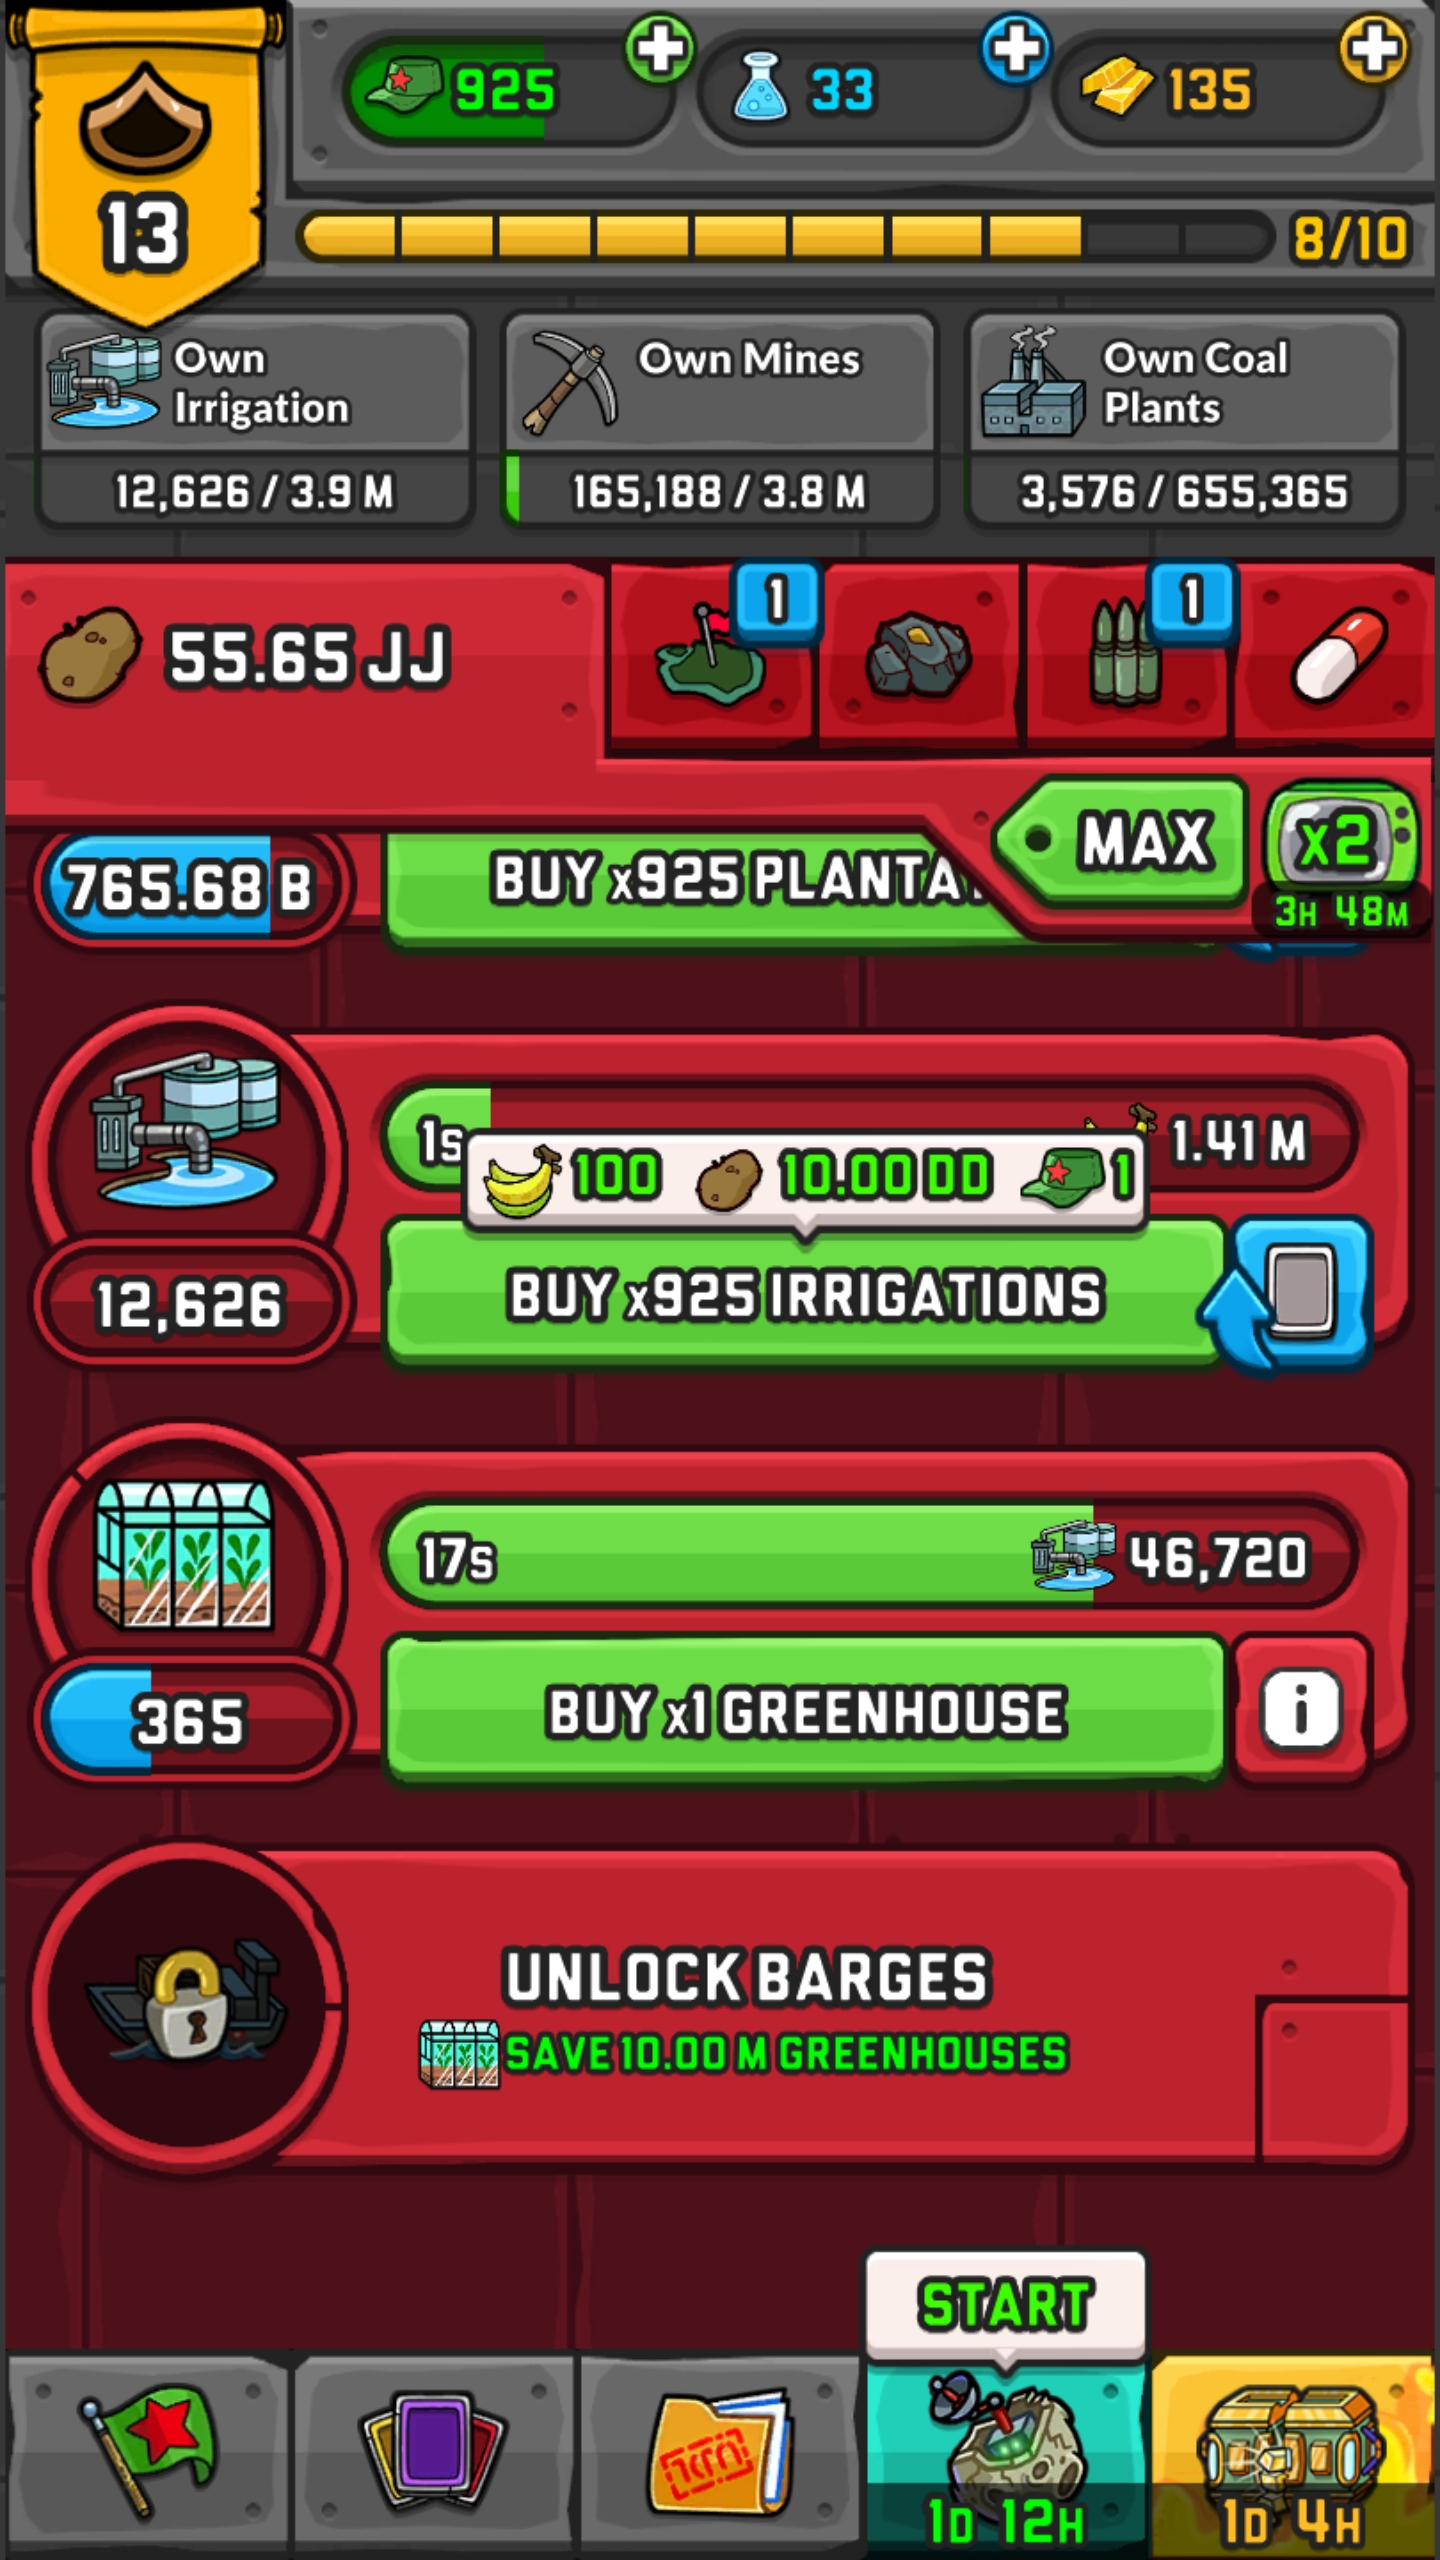 925
33
135
13
8/10
Own
Irrigation
Own Mines
Own Coal
Plants
12,626 / 3.9 M
165,188 / 3.8 M
3,576 / 655,365
55.65 JJ
1
1
MAX
x2
3H 48M
765.68 B
BUY x925 PLANTA
1s
1.41 M
100
10.00 DD
1
12,626
BUY x925 IRRIGATIONS
17s
46,720
365
BUY x1 GREENHOUSE
i
UNLOCK BARGES
SAVE 10.00 M GREENHOUSES
START
1D 12H
1D 4H